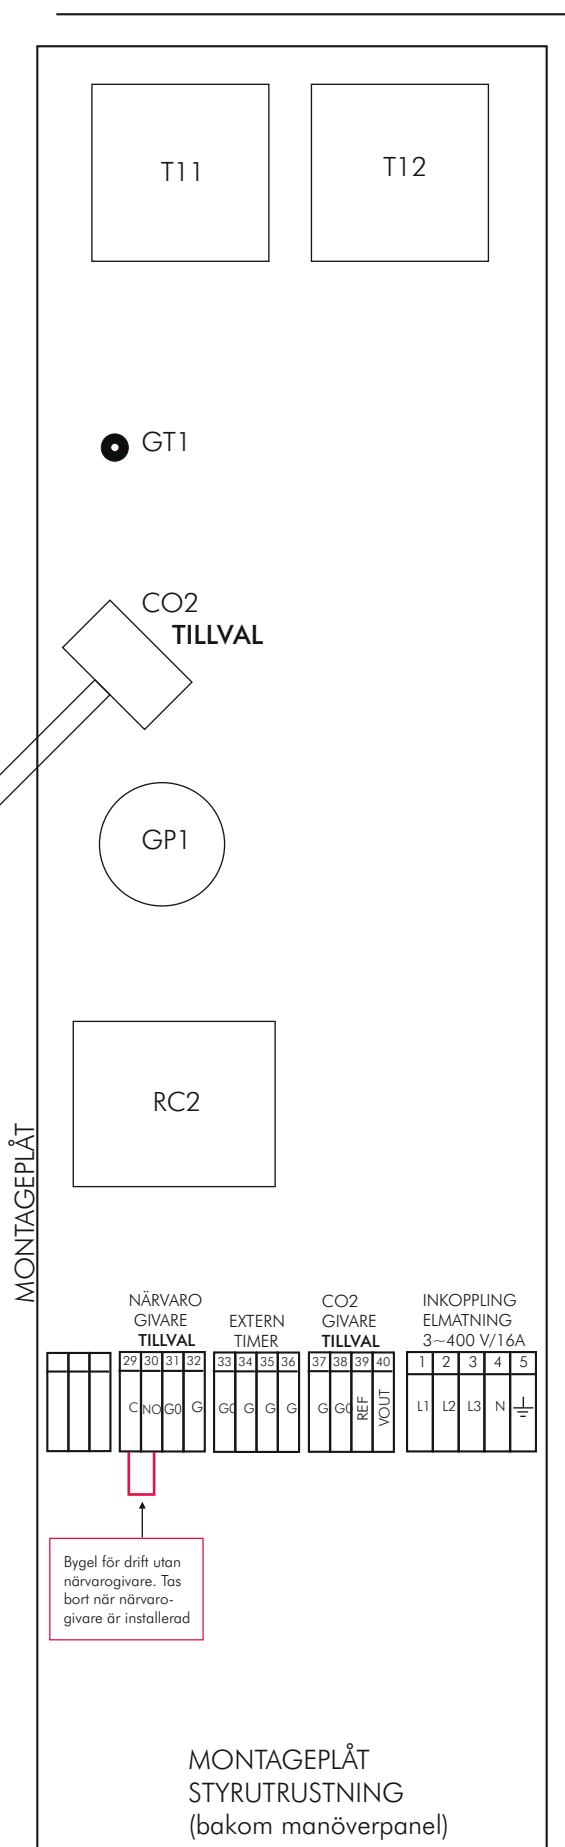 T11
T12
GT1
CO2
TILLVAL
GP1
RC2
MONTAGEPLÅT
NÄRVARO
GIVARE
TILLVAL
EXTERN
TIMER
CO2
GIVARE
TILLVAL
INKOPPLING
ELMATNING
3~400 V/16A
29 30 31 32
33 34 35 36
37 38 39 40
1 2 3 4 5
C NO G0 G
G0 G G G
G G0 REF VOUT
L1 L2 L3 N
Bygel för drift utan
närvarogivare. Tas
bort när närvaro-
givare är installerad
MONTAGEPLÅT
STYRUTRUSTNING
(bakom manöverpanel)